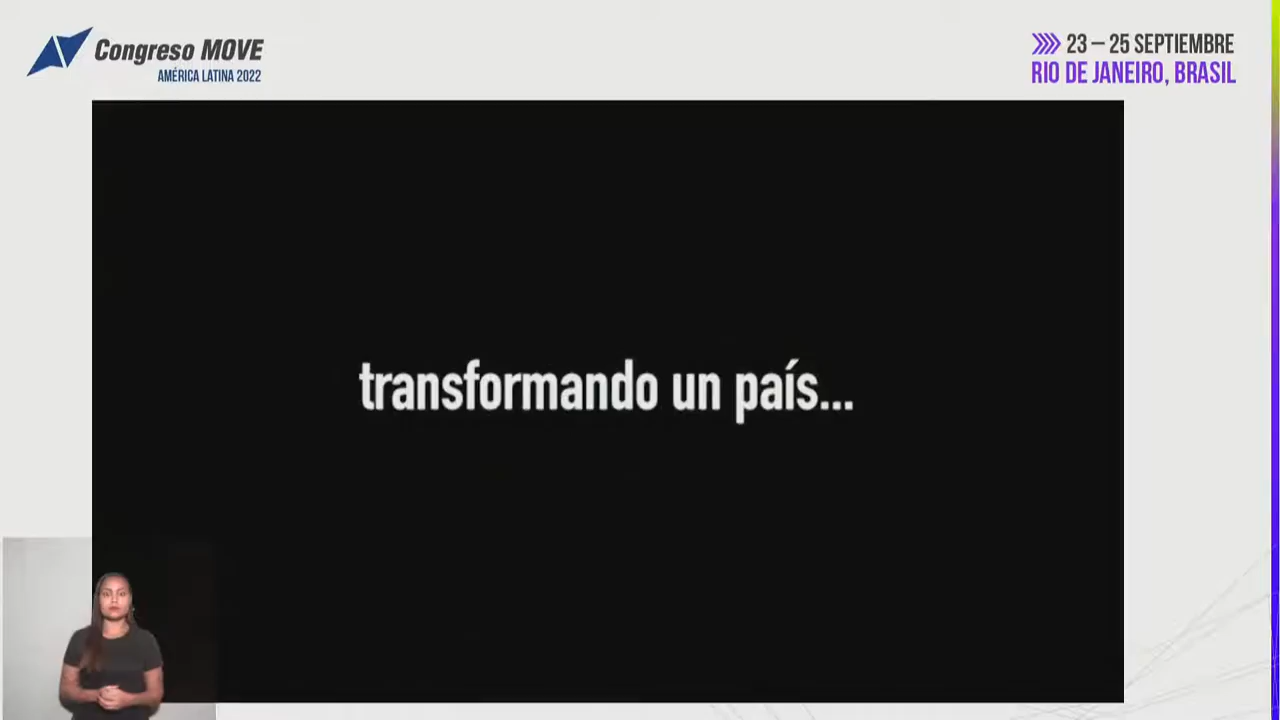 Congreso MOVE
AMÉRICA LATINA 2022
23 – 25 SEPTIEMBRE
RIO DE JANEIRO, BRASIL
transformando un país...